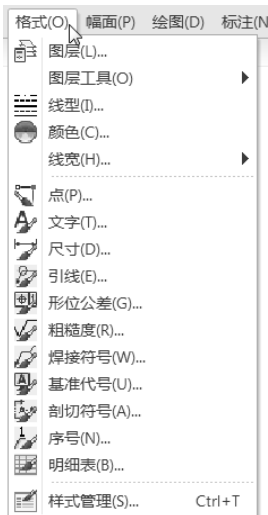 格式(O) 幅面(P) 绘图(D) 标注(N
图层(L)...
图层工具(O)
线型(I)...
颜色(C)...
线宽(H)...
点(P)...
文字(T)...
尺寸(D)...
引线(E)...
形位公差(G)...
粗糙度(R)...
焊接符号(W)...
基准代号(U)...
剖切符号(A)...
序号(N)...
明细表(B)...
样式管理(S)... Ctrl+T